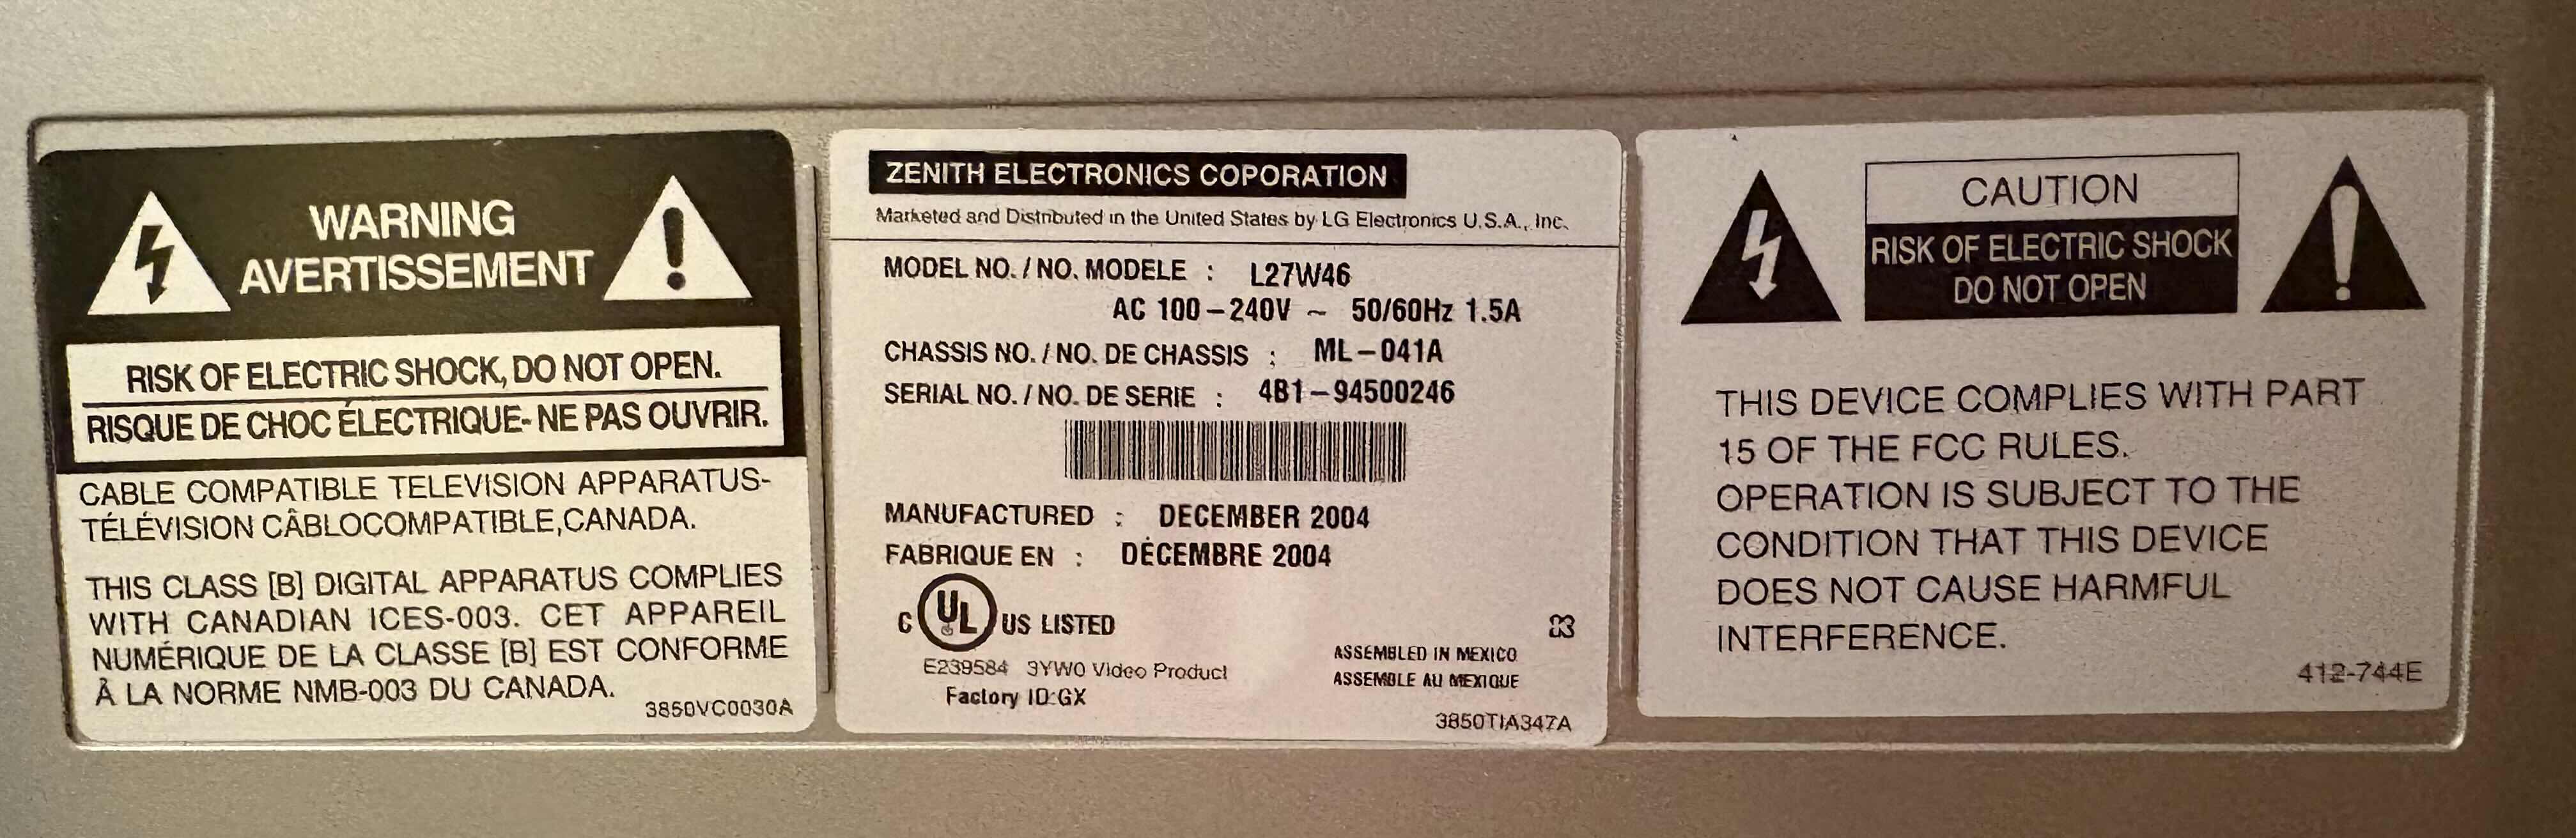 WARNING
AVERTISSEMENT
RISK OF ELECTRIC SHOCK, DO NOT OPEN.
RISQUE DE CHOC ÉLECTRIQUE- NE PAS OUVRIR.
CABLE COMPATIBLE TELEVISION APPARATUS-
TÉLÉVISION CÂBLOCOMPATIBLE,CANADA.
THIS CLASS [B] DIGITAL APPARATUS COMPLIES
WITH CANADIAN ICES-003. CET APPAREIL
NUMÉRIQUE DE LA CLASSE [B] EST CONFORME
À LA NORME NMB-003 DU CANADA.
3850VC0030A
ZENITH ELECTRONICS COPORATION
Marketed and Distributed in the United States by LG Electronics U.S.A., Inc.
MODEL NO. / NO. MODELE : L27W46
AC 100-240V ~ 50/60Hz 1.5A
CHASSIS NO. / NO. DE CHASSIS : ML-041A
SERIAL NO. / NO. DE SERIE : 4B1-94500246
MANUFACTURED : DECEMBER 2004
FABRIQUE EN : DÉCEMBRE 2004
C UL US LISTED
E239584 3YW0 Video Product
Factory ID:GX
ASSEMBLED IN MEXICO
ASSEMBLE AU MEXIQUE
3850TIA347A
CAUTION
RISK OF ELECTRIC SHOCK
DO NOT OPEN
THIS DEVICE COMPLIES WITH PART
15 OF THE FCC RULES.
OPERATION IS SUBJECT TO THE
CONDITION THAT THIS DEVICE
DOES NOT CAUSE HARMFUL
INTERFERENCE.
412-744E